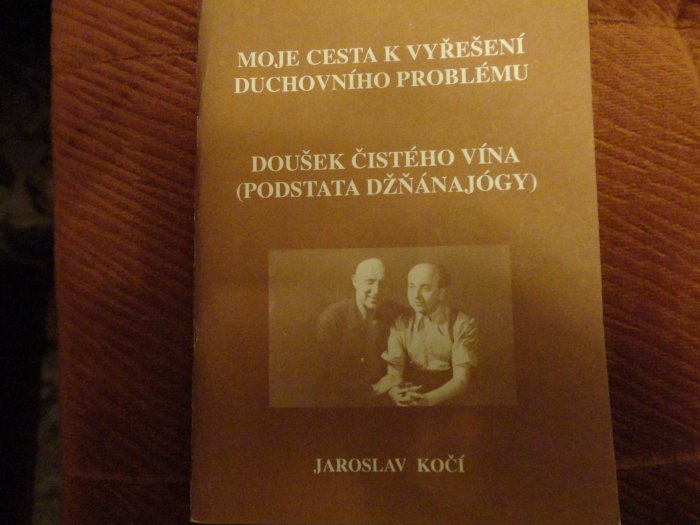 MOJE CESTA K VYŘEŠENÍ
DUCHOVNÍHO PROBLÉMU
DOUŠEK ČISTÉHO VÍNA
(PODSTATA DŽŇÁNAJÓGY)
JAROSLAV KOČÍ